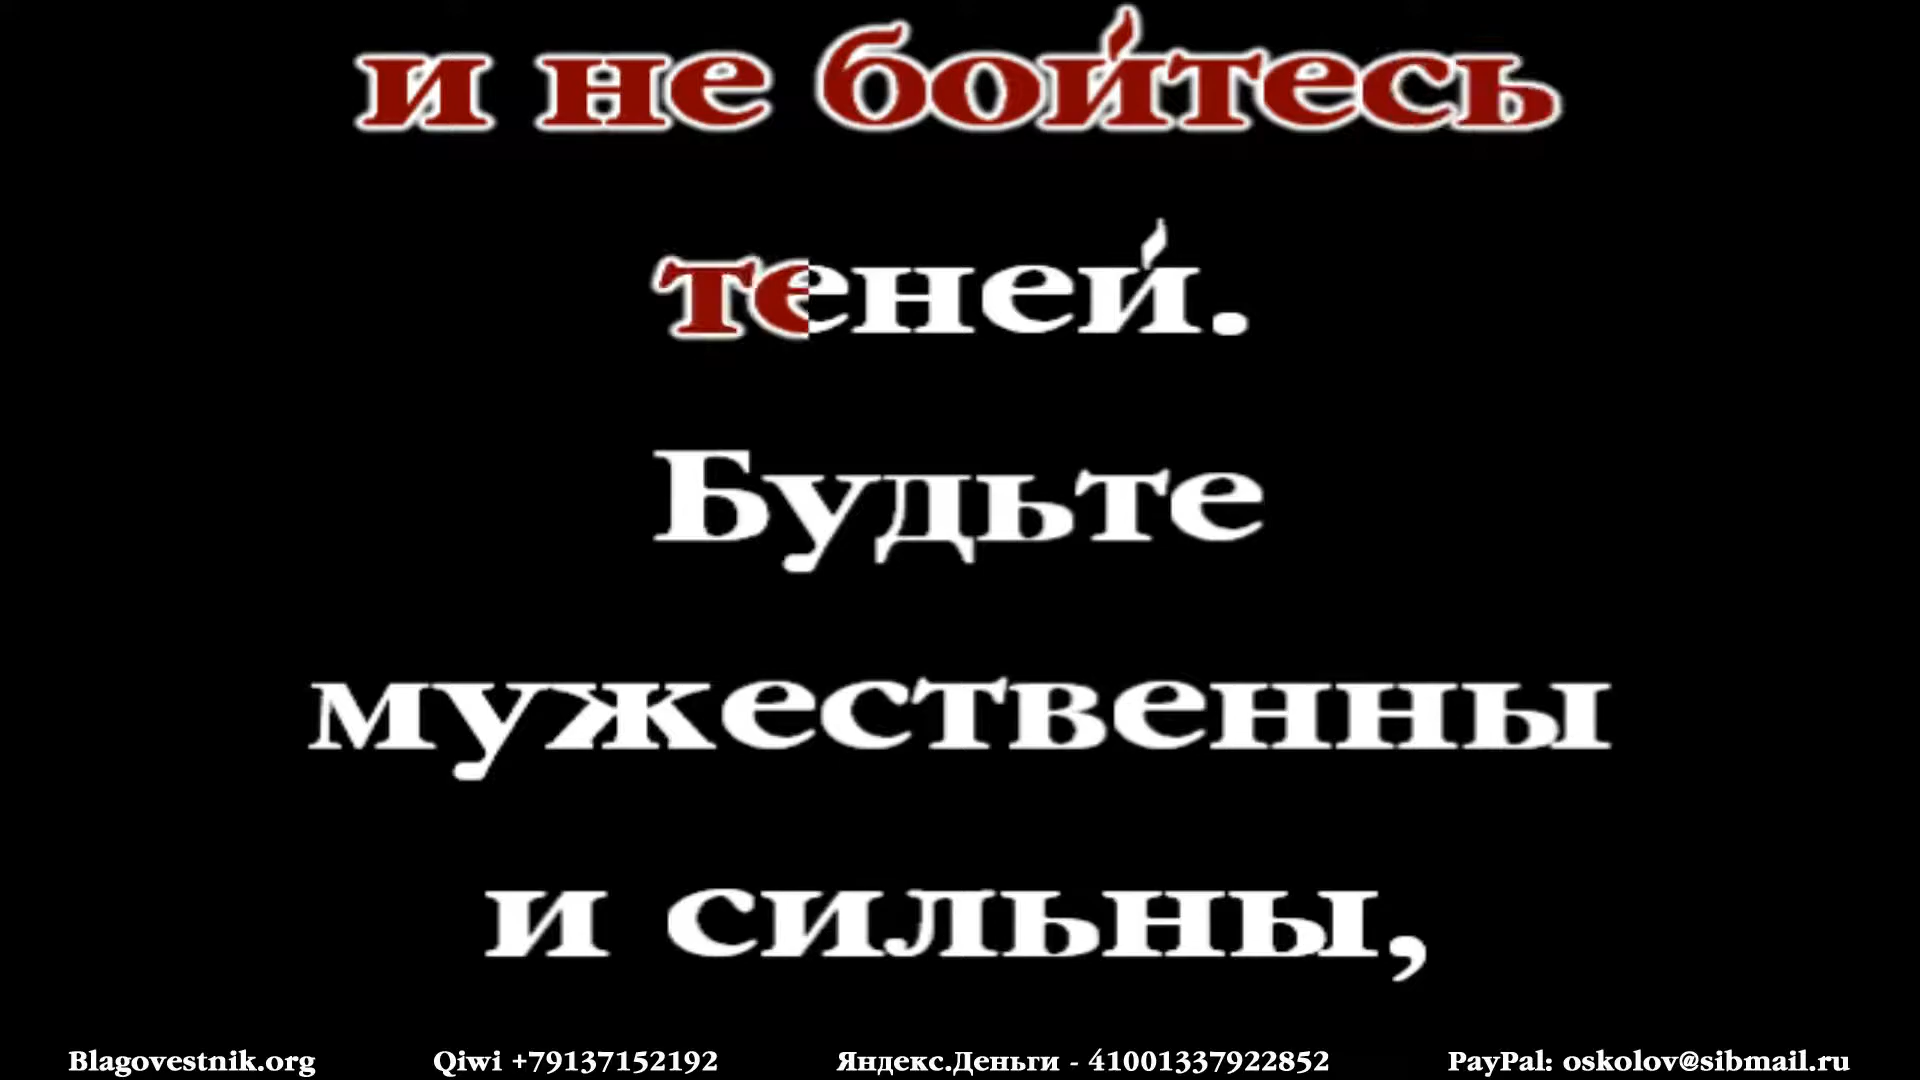 и не бойтесь
теней.
Будьте
мужественны
и сильны,
Blagovestnik.org Qiwi +79137152192 Яндекс.Деньги - 41001337922852 PayPal: oskolov@sibmail.ru